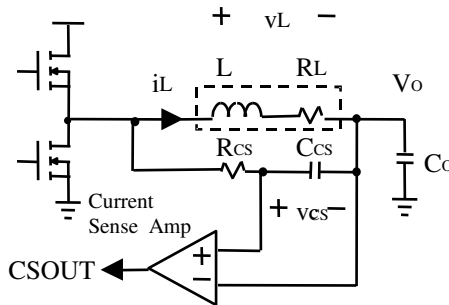 + vL −
iL L RL VO
RCS CCS CO
+ vcs −
Current
Sense Amp
+
−
CSOUT